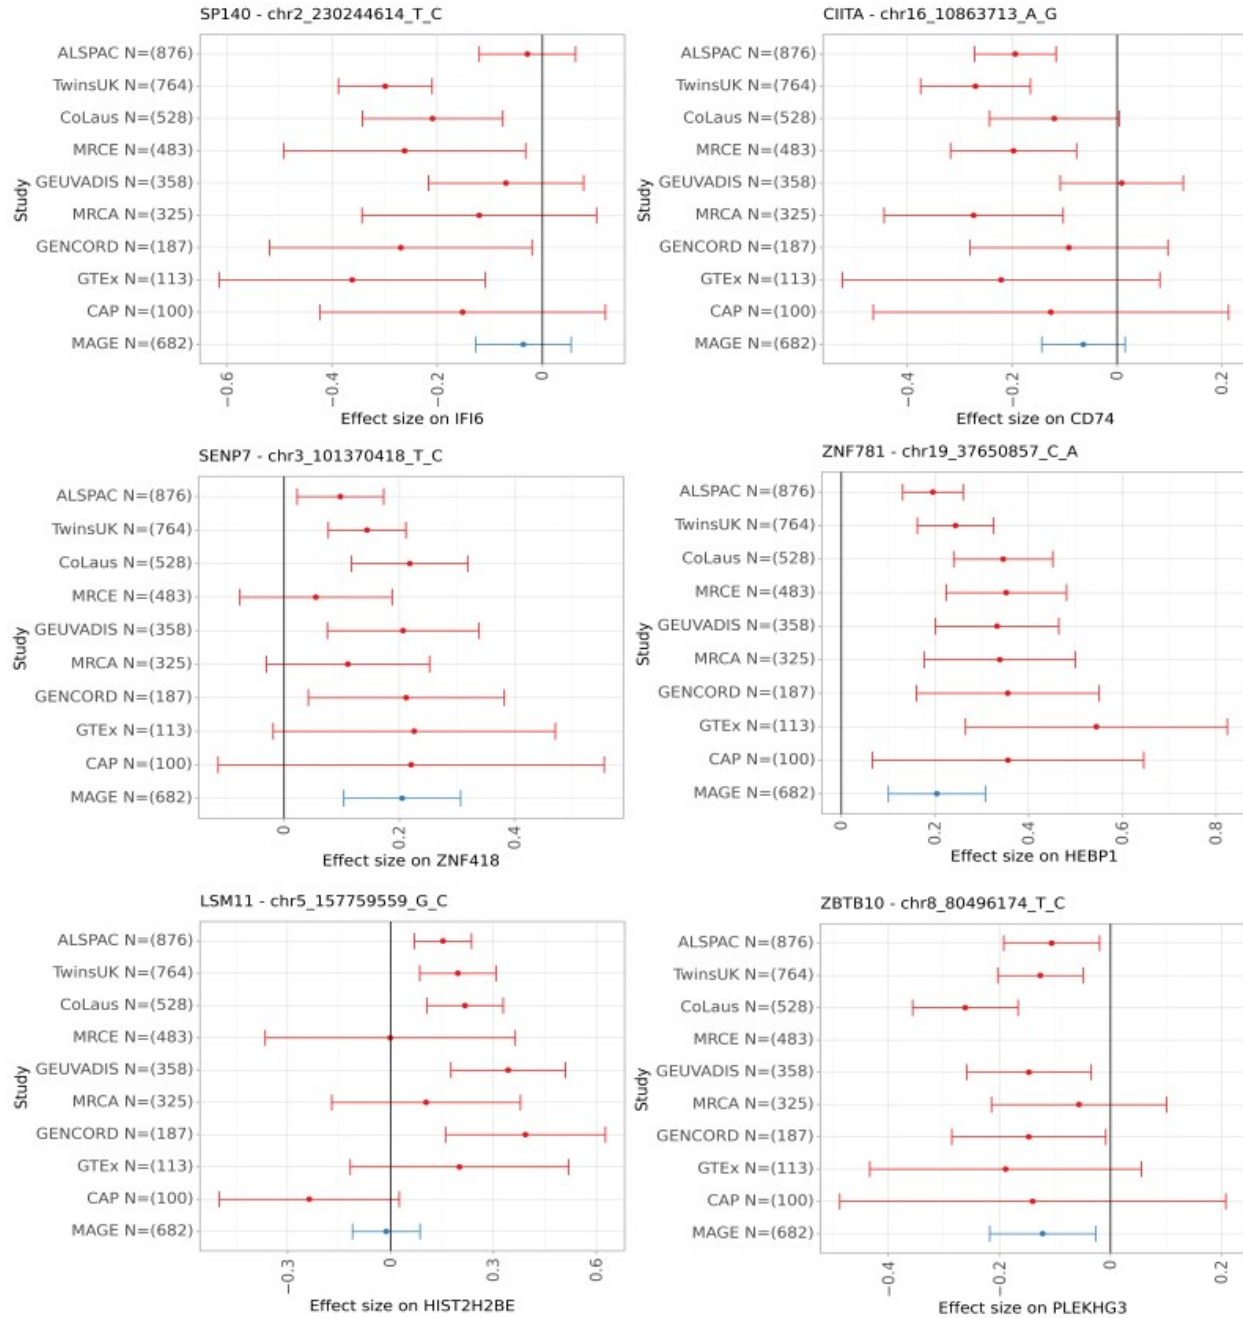 SP140 - chr2_230244614_T_C
ALSPAC N=(876)
TwinsUK N=(764)
CoLaus N=(528)
MRCE N=(483)
GEUVADIS N=(358)
MRCA N=(325)
GENCORD N=(187)
GTEx N=(113)
CAP N=(100)
MAGE N=(682)
Study
−0.6
−0.4
−0.2
0
Effect size on IFI6
CIITA - chr16_10863713_A_G
ALSPAC N=(876)
TwinsUK N=(764)
CoLaus N=(528)
MRCE N=(483)
GEUVADIS N=(358)
MRCA N=(325)
GENCORD N=(187)
GTEx N=(113)
CAP N=(100)
MAGE N=(682)
Study
−0.4
−0.2
0
0.2
Effect size on CD74
SENP7 - chr3_101370418_T_C
ALSPAC N=(876)
TwinsUK N=(764)
CoLaus N=(528)
MRCE N=(483)
GEUVADIS N=(358)
MRCA N=(325)
GENCORD N=(187)
GTEx N=(113)
CAP N=(100)
MAGE N=(682)
Study
0
0.2
0.4
Effect size on ZNF418
ZNF781 - chr19_37650857_C_A
ALSPAC N=(876)
TwinsUK N=(764)
CoLaus N=(528)
MRCE N=(483)
GEUVADIS N=(358)
MRCA N=(325)
GENCORD N=(187)
GTEx N=(113)
CAP N=(100)
MAGE N=(682)
Study
0
0.2
0.4
0.6
0.8
Effect size on HEBP1
LSM11 - chr5_157759559_G_C
ALSPAC N=(876)
TwinsUK N=(764)
CoLaus N=(528)
MRCE N=(483)
GEUVADIS N=(358)
MRCA N=(325)
GENCORD N=(187)
GTEx N=(113)
CAP N=(100)
MAGE N=(682)
Study
−0.3
0
0.3
0.6
Effect size on HIST2H2BE
ZBTB10 - chr8_80496174_T_C
ALSPAC N=(876)
TwinsUK N=(764)
CoLaus N=(528)
MRCE N=(483)
GEUVADIS N=(358)
MRCA N=(325)
GENCORD N=(187)
GTEx N=(113)
CAP N=(100)
MAGE N=(682)
Study
−0.4
−0.2
0
0.2
Effect size on PLEKHG3